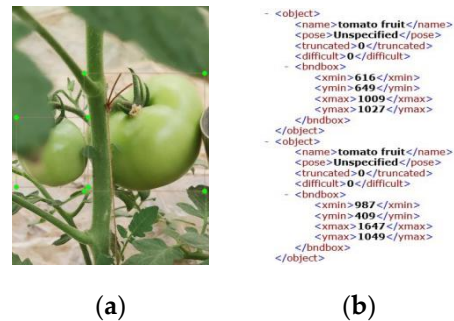 - <object>
<name>tomato fruit</name>
<pose>Unspecified</pose>
<truncated>0</truncated>
<difficult>0</difficult>
- <bndbox>
<xmin>616</xmin>
<ymin>649</ymin>
<xmax>1009</xmax>
<ymax>1027</ymax>
</bndbox>
</object>
- <object>
<name>tomato fruit</name>
<pose>Unspecified</pose>
<truncated>0</truncated>
<difficult>0</difficult>
- <bndbox>
<xmin>987</xmin>
<ymin>409</ymin>
<xmax>1647</xmax>
<ymax>1049</ymax>
</bndbox>
</object>
(a)
(b)